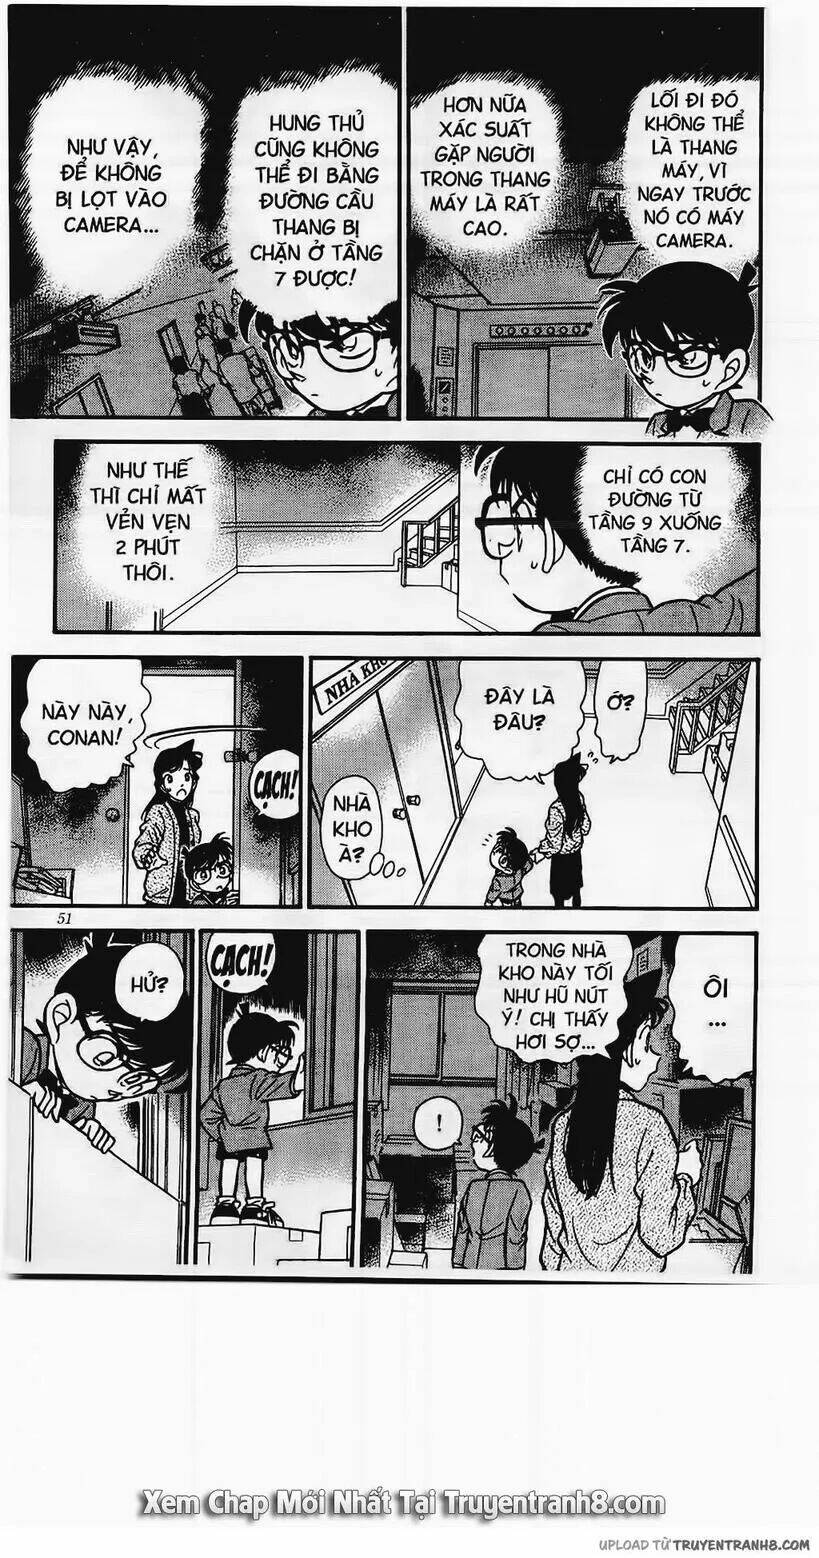 LỐI ĐI ĐÓ
KHÔNG THỂ
LÀ THANG
MÁY, VÌ
NGAY TRƯỚC
NÓ CÓ MÁY
CAMERA.
HƠN NỮA
XÁC SUẤT
GẶP NGƯỜI
TRONG THANG
MÁY LÀ RẤT
CAO.
HUNG THỦ
CŨNG KHÔNG
THỂ ĐI BẰNG
ĐƯỜNG CẦU
THANG BỊ
CHẶN Ở TẦNG
7 ĐƯỢC!
NHƯ VẬY,
ĐỂ KHÔNG
BỊ LỌT VÀO
CAMERA...
CHỈ CÓ CON
ĐƯỜNG TỪ
TẦNG 9 XUỐNG
TẦNG 7.
NHƯ THẾ
THÌ CHỈ MẤT
VẺN VẸN
2 PHÚT
THÔI.
Ớ?
ĐÂY LÀ
ĐÂU?
NHÀ KHO
NHÀ
KHO
À?
CẠCH!
NÀY NÀY,
CONAN!
51
ÔI
...
TRONG NHÀ
KHO NÀY TỐI
NHƯ HŨ NÚT
Ý! CHỊ THẤY
HƠI SỢ...
!
CẠCH!
HỬ?
Xem Chap Mới Nhất Tại Truyentranh8.com
UPLOAD TỪ TRUYENTRANH8.COM